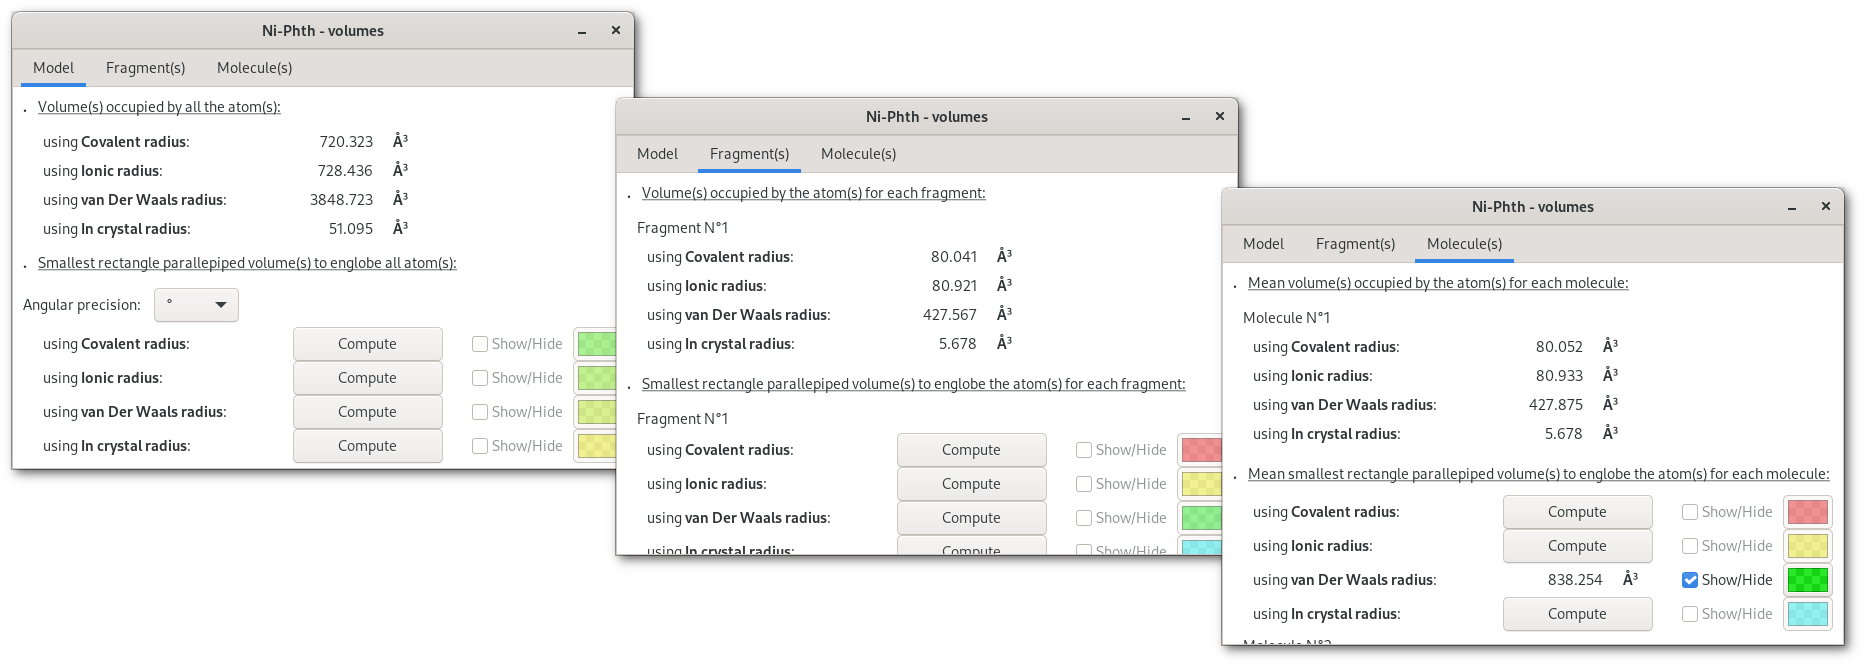 Ni-Phth - volumes
Model Fragment(s) Molecule(s)
. Volume(s) occupied by all the atom(s):
using Covalent radius: 720.323 Å³
using Ionic radius: 728.436 Å³
using van Der Waals radius: 3848.723 Å³
using In crystal radius: 51.095 Å³
. Smallest rectangle parallepiped volume(s) to englobe all atom(s):
Angular precision: °
using Covalent radius: Compute Show/Hide
using Ionic radius: Compute Show/Hide
using van Der Waals radius: Compute Show/Hide
using In crystal radius: Compute Show/Hide
Ni-Phth - volumes
Model Fragment(s) Molecule(s)
. Volume(s) occupied by the atom(s) for each fragment:
Fragment N°1
using Covalent radius: 80.041 Å³
using Ionic radius: 80.921 Å³
using van Der Waals radius: 427.567 Å³
using In crystal radius: 5.678 Å³
. Smallest rectangle parallepiped volume(s) to englobe the atom(s) for each fragment:
Fragment N°1
using Covalent radius: Compute Show/Hide
using Ionic radius: Compute Show/Hide
using van Der Waals radius: Compute Show/Hide
using In crystal radius: Compute Show/Hide
Ni-Phth - volumes
Model Fragment(s) Molecule(s)
. Mean volume(s) occupied by the atom(s) for each molecule:
Molecule N°1
using Covalent radius: 80.052 Å³
using Ionic radius: 80.933 Å³
using van Der Waals radius: 427.875 Å³
using In crystal radius: 5.678 Å³
. Mean smallest rectangle parallepiped volume(s) to englobe the atom(s) for each molecule:
using Covalent radius: Compute Show/Hide
using Ionic radius: Compute Show/Hide
using van Der Waals radius: 838.254 Å³ Show/Hide
using In crystal radius: Compute Show/Hide